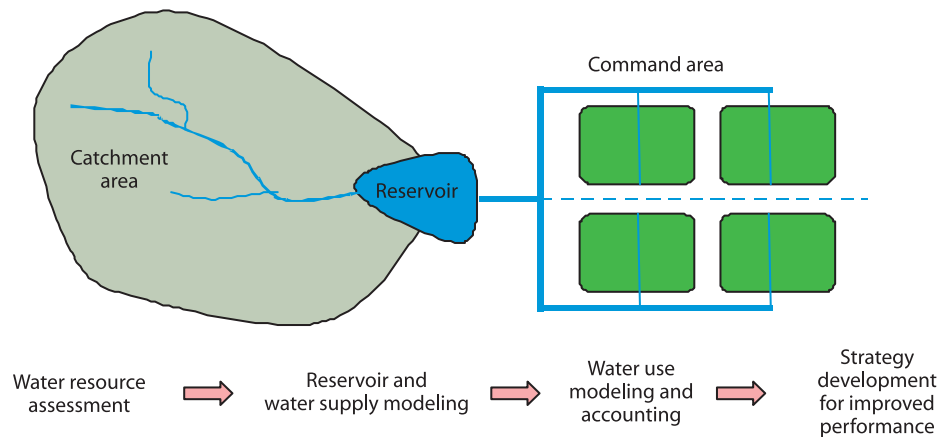 Command area
Catchment
area
Reservoir
Water resource
assessment
Reservoir and
water supply modeling
Water use
modeling and
accounting
Strategy
development
for improved
performance